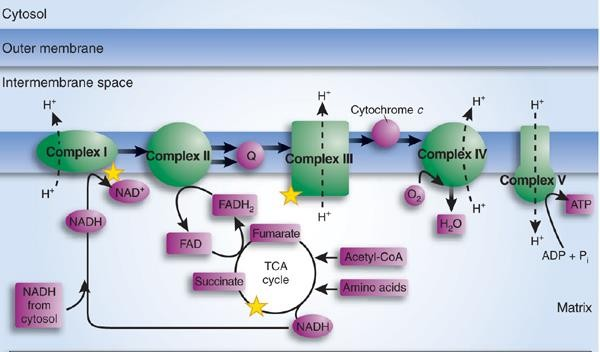 Cytosol
Outer membrane
Intermembrane space
H⁺
H⁺
Cytochrome c
H⁺
H⁺
Complex I
Complex II
Q
Complex III
Complex IV
Complex V
H⁺
NAD⁺
NADH
FADH₂
FAD
H⁺
O₂
H₂O
H⁺
ATP
H⁺
ADP + Pᵢ
Fumarate
TCA
cycle
Succinate
Acetyl-CoA
Amino acids
NADH
from
cytosol
NADH
Matrix